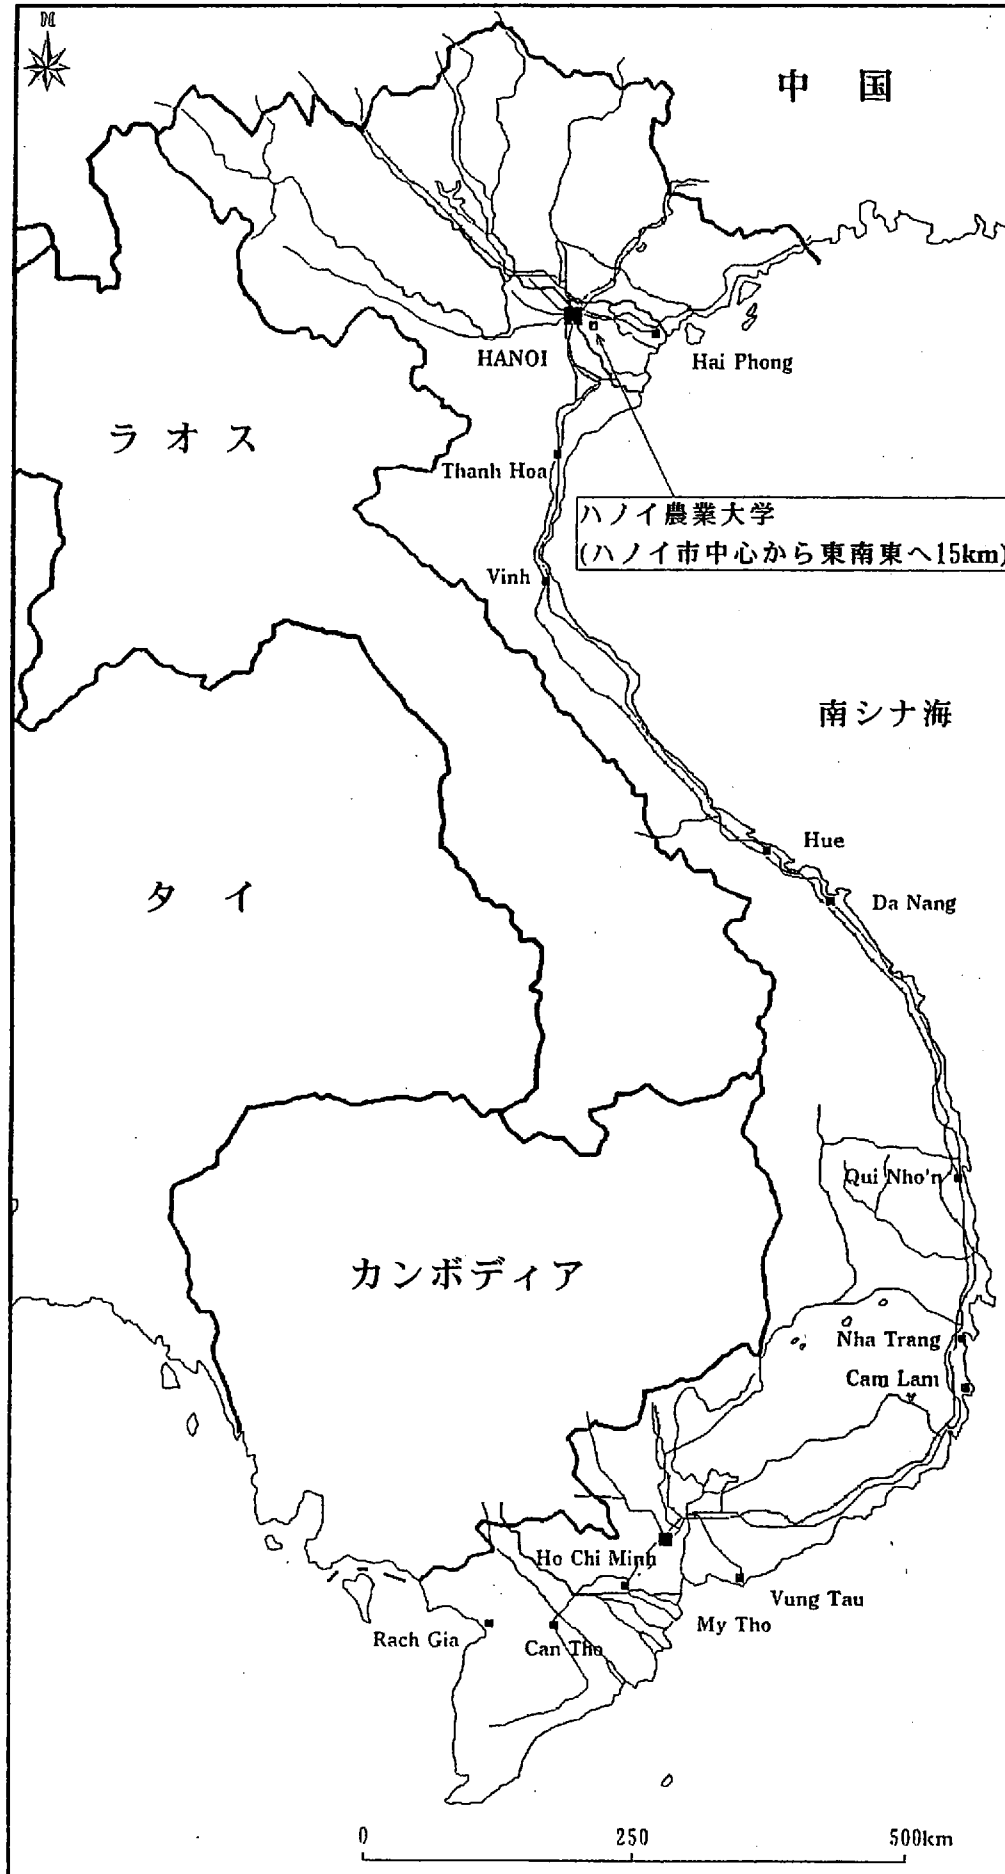 N
中 国
HANOI
Hai Phong
ラオス
Thanh Hoa
ハノイ農業大学
(ハノイ市中心から東南東へ15km)
Vinh
南シナ海
Hue
タイ
Da Nang
Qui Nho'n
カンボディア
Nha Trang
Cam Lam
Ho Chi Minh
Vung Tau
My Tho
Rach Gia
Can Tho
0 250 500km